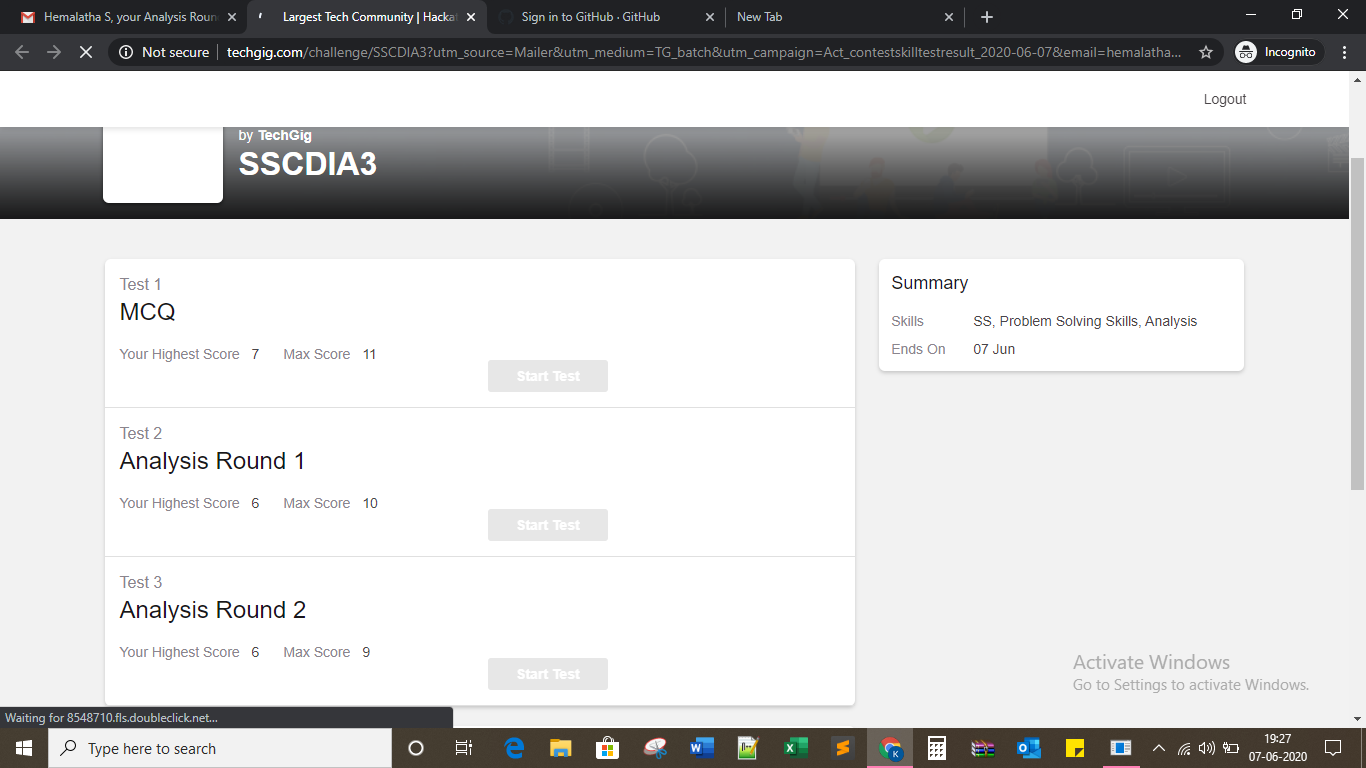 Hemalatha S, your Analysis Roun
Largest Tech Community | Hacka
Sign in to GitHub · GitHub
New Tab
Not secure | techgig.com/challenge/SSCDIA3?utm_source=Mailer&utm_medium=TG_batch&utm_campaign=Act_contestskilltestresult_2020-06-07&email=hemalatha...
Incognito
Logout
by TechGig
SSCDIA3
Test 1
MCQ
Your Highest Score 7 Max Score 11
Start Test
Test 2
Analysis Round 1
Your Highest Score 6 Max Score 10
Start Test
Test 3
Analysis Round 2
Your Highest Score 6 Max Score 9
Start Test
Summary
Skills SS, Problem Solving Skills, Analysis
Ends On 07 Jun
Activate Windows
Go to Settings to activate Windows.
Waiting for 8548710.fls.doubleclick.net...
Type here to search
19:27
07-06-2020